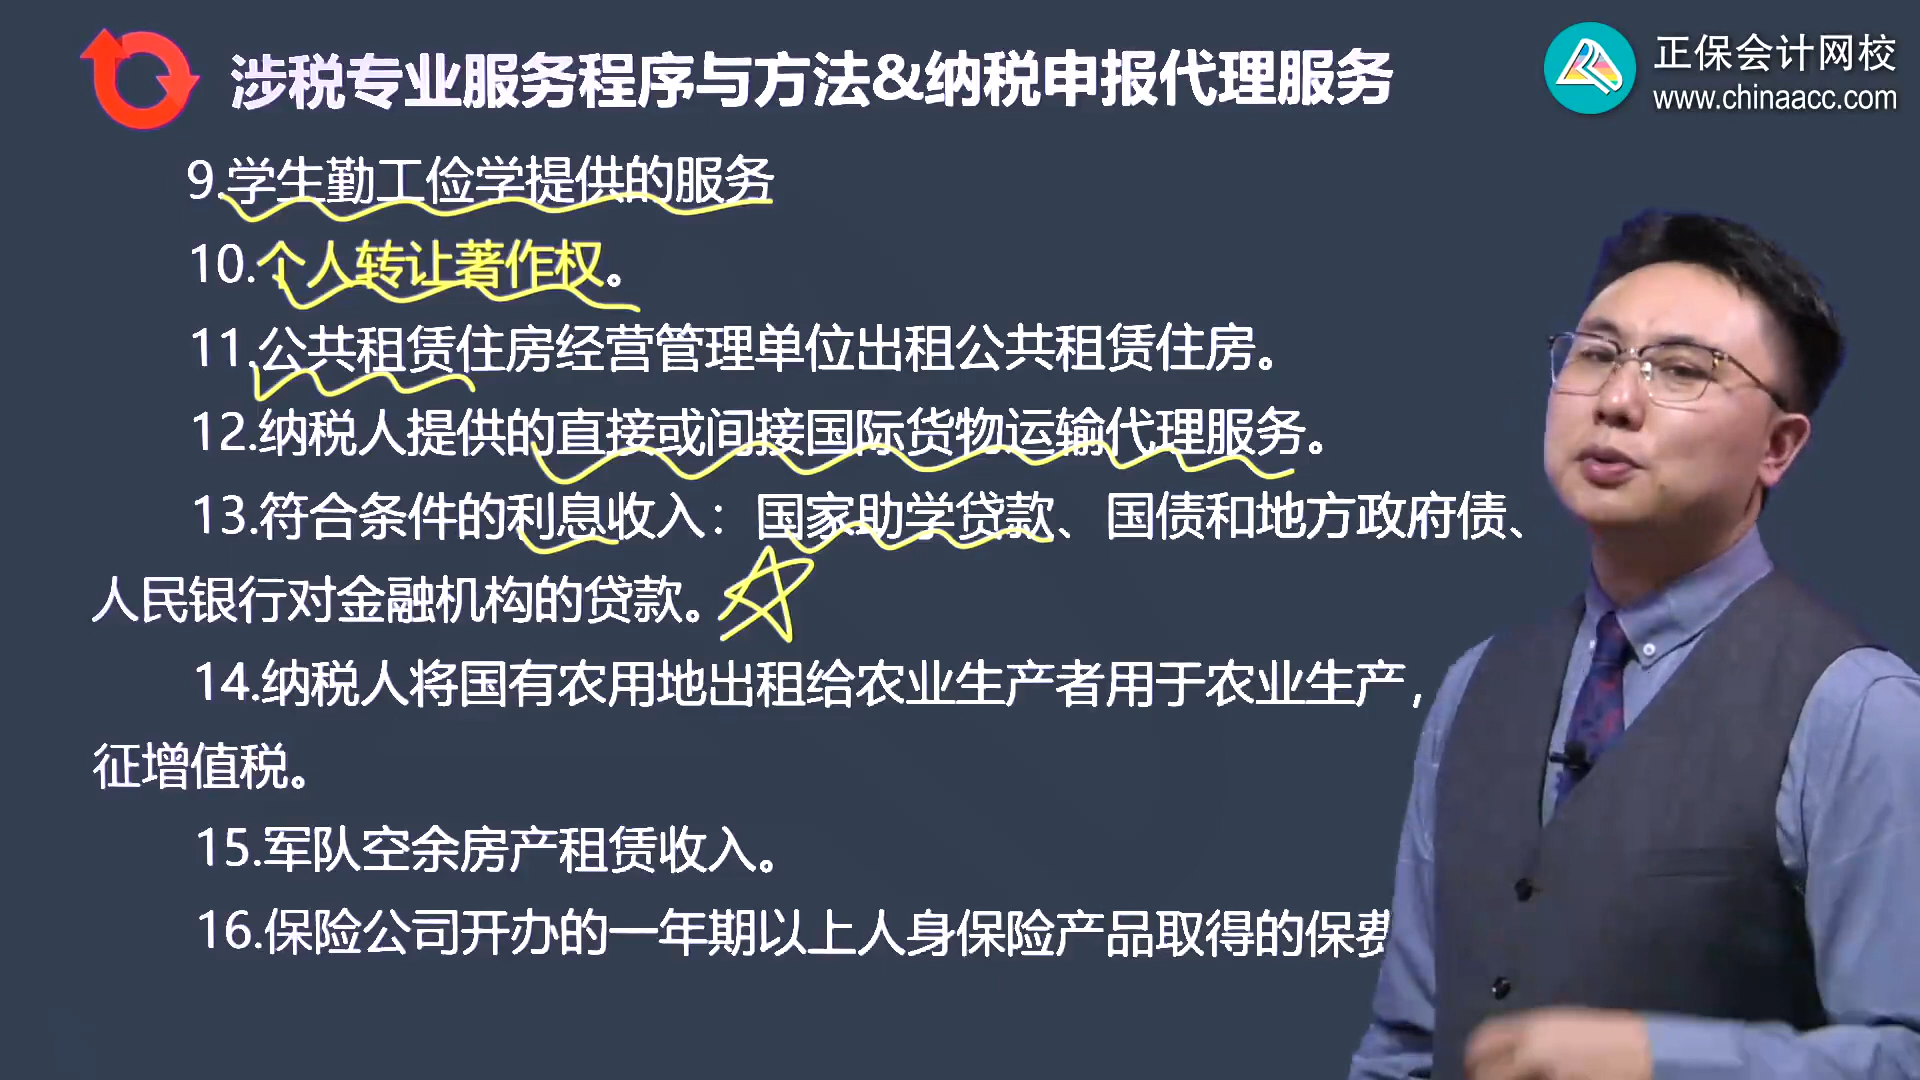 涉税专业服务程序与方法&纳税申报代理服务
正保会计网校
www.chinaacc.com
9.学生勤工俭学提供的服务
10.个人转让著作权。
11.公共租赁住房经营管理单位出租公共租赁住房。
12.纳税人提供的直接或间接国际货物运输代理服务。
13.符合条件的利息收入：国家助学贷款、国债和地方政府债、
人民银行对金融机构的贷款。
14.纳税人将国有农用地出租给农业生产者用于农业生产，
征增值税。
15.军队空余房产租赁收入。
16.保险公司开办的一年期以上人身保险产品取得的保费